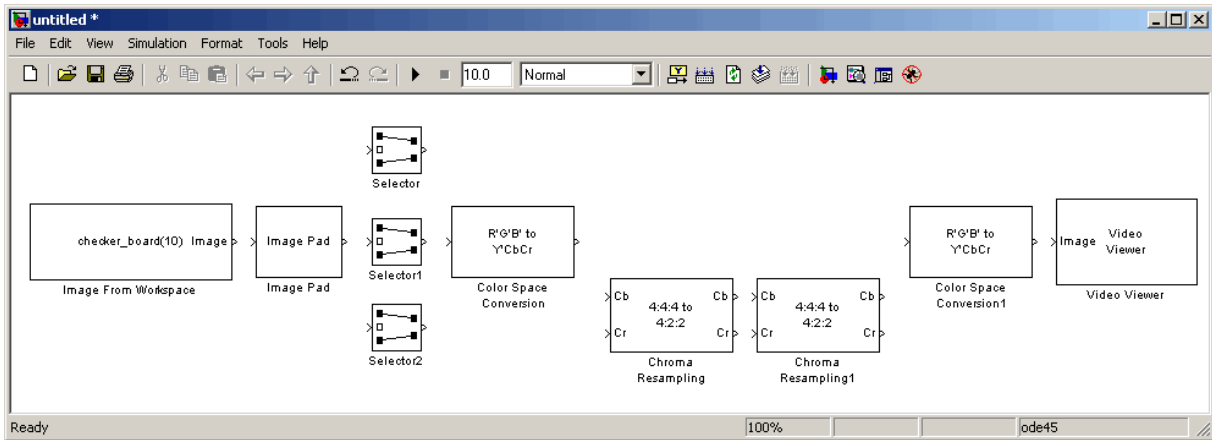 untitled *
File Edit View Simulation Format Tools Help
10.0 Normal
Selector
checker_board(10) Image
Image From Workspace
Image Pad
Image Pad
Selector1
Selector2
R'G'B' to
Y'CbCr
Color Space
Conversion
Cb 4:4:4 to Cb
Cr 4:2:2 Cr
Chroma
Resampling
Cb 4:4:4 to Cb
Cr 4:2:2 Cr
Chroma
Resampling1
R'G'B' to
Y'CbCr
Color Space
Conversion1
Image Video
Viewer
Video Viewer
Ready 100% ode45